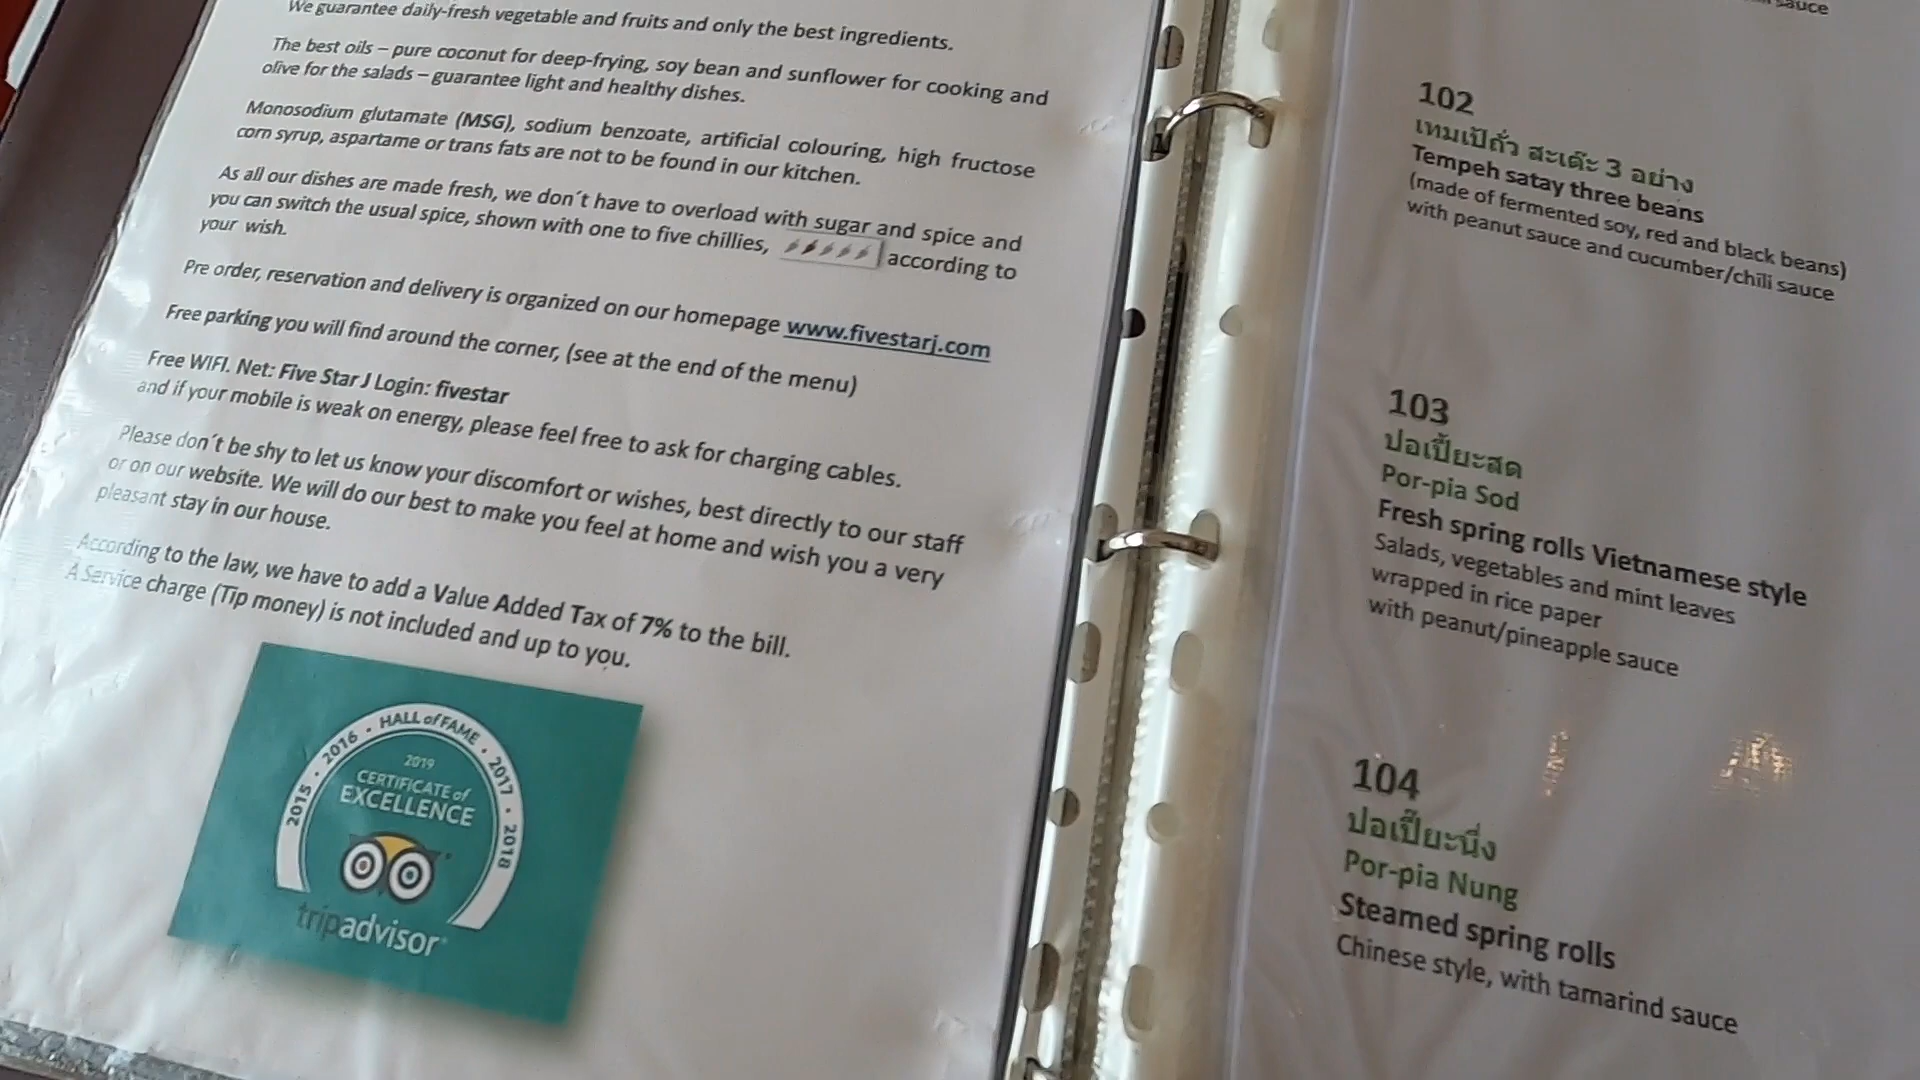 We guarantee daily-fresh vegetable and fruits and only the best ingredients.
The best oils – pure coconut for deep-frying, soy bean and sunflower for cooking and
olive for the salads – guarantee light and healthy dishes.
Monosodium glutamate (MSG), sodium benzoate, artificial colouring, high fructose
corn syrup, aspartame or trans fats are not to be found in our kitchen.
As all our dishes are made fresh, we don´t have to overload with sugar and spice and
you can switch the usual spice, shown with one to five chillies, according to
your wish.
Pre order, reservation and delivery is organized on our homepage www.fivestarj.com
Free parking you will find around the corner, (see at the end of the menu)
Free WIFI. Net: Five Star J Login: fivestar
and if your mobile is weak on energy, please feel free to ask for charging cables.
Please don´t be shy to let us know your discomfort or wishes, best directly to our staff
or on our website. We will do our best to make you feel at home and wish you a very
pleasant stay in our house.
According to the law, we have to add a Value Added Tax of 7% to the bill.
A Service charge (Tip money) is not included and up to you.
2015 • 2016 • HALL of FAME • 2017 • 2018
2019
CERTIFICATE of
EXCELLENCE
tripadvisor
sauce
102
เทมเป้ถั่ว สะเต๊ะ 3 อย่าง
Tempeh satay three beans
(made of fermented soy, red and black beans)
with peanut sauce and cucumber/chili sauce
103
ปอเปี๊ยะสด
Por-pia Sod
Fresh spring rolls Vietnamese style
Salads, vegetables and mint leaves
wrapped in rice paper
with peanut/pineapple sauce
104
ปอเปี๊ยะนึ่ง
Por-pia Nung
Steamed spring rolls
Chinese style, with tamarind sauce